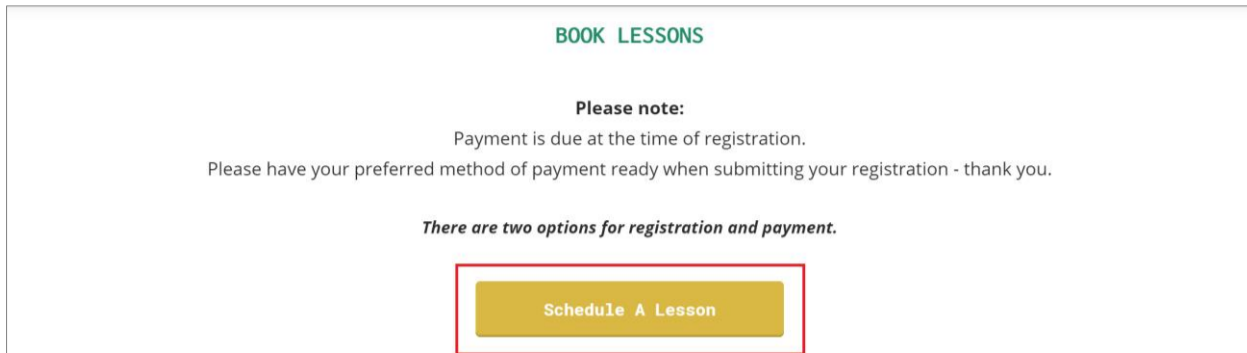 BOOK LESSONS
Please note:
Payment is due at the time of registration.
Please have your preferred method of payment ready when submitting your registration - thank you.
There are two options for registration and payment.
Schedule A Lesson